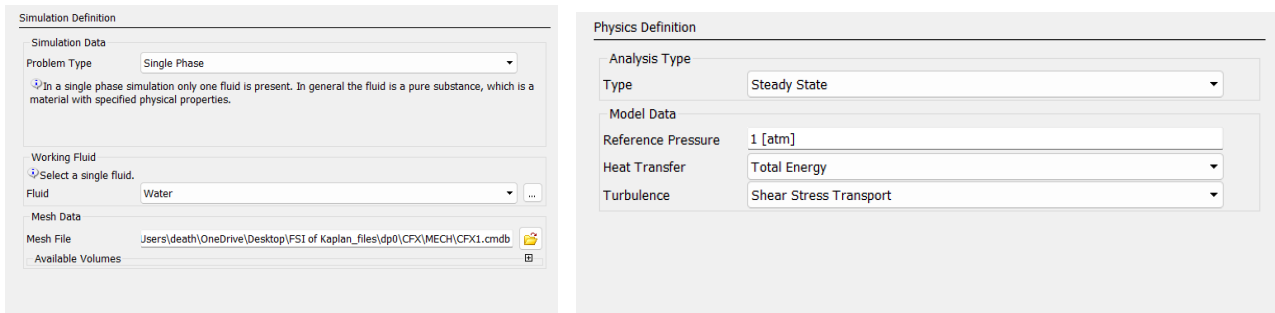 Simulation Definition
Simulation Data
Problem Type Single Phase
In a single phase simulation only one fluid is present. In general the fluid is a pure substance, which is a
material with specified physical properties.
Working Fluid
Select a single fluid.
Fluid Water ...
Mesh Data
Mesh File Jsers\death\OneDrive\Desktop\FSI of Kaplan_files\dp0\CFX\MECH\CFX1.cmdb
Available Volumes
Physics Definition
Analysis Type
Type Steady State
Model Data
Reference Pressure 1 [atm]
Heat Transfer Total Energy
Turbulence Shear Stress Transport